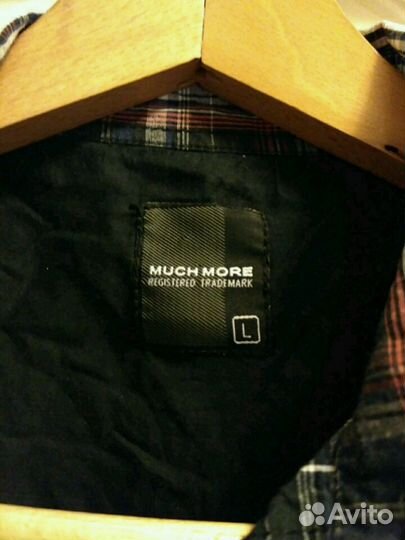 MUCH MORE
REGISTERED TRADEMARK
L
Avito